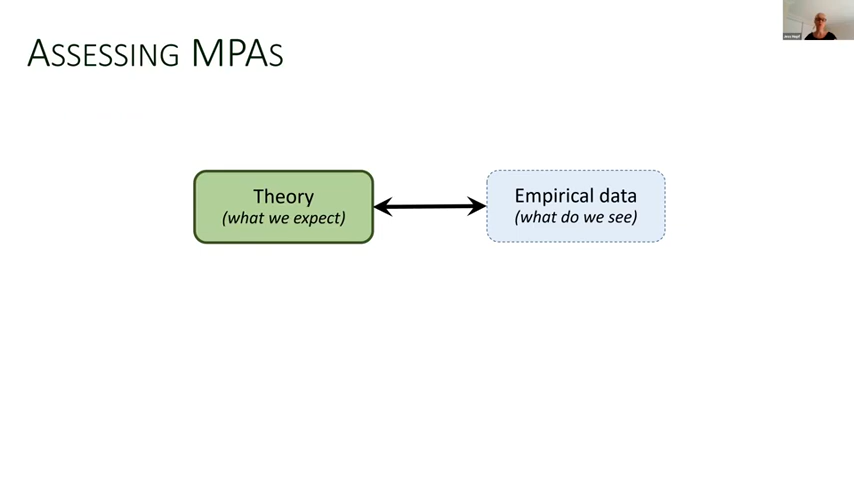 ASSESSING MPAS
Theory
(what we expect)
Empirical data
(what do we see)